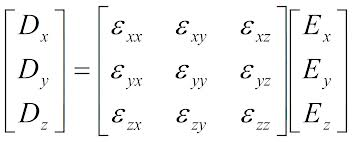 [D_x] = [ε_xx ε_xy ε_xz] [E_x]
[D_y] = [ε_yx ε_yy ε_yz] [E_y]
[D_z] = [ε_zx ε_zy ε_zz] [E_z]